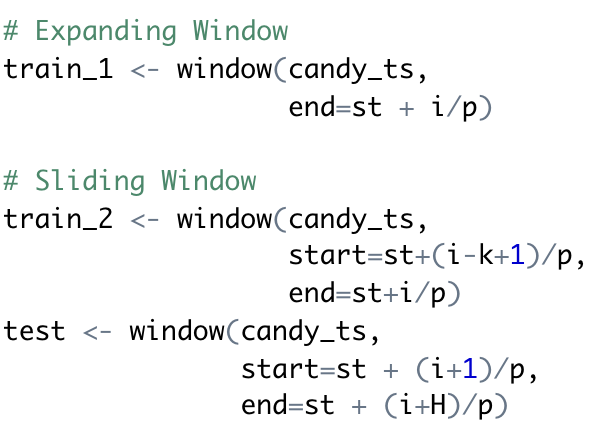 # Expanding Window
train_1 <- window(candy_ts,
                  end=st + i/p)

# Sliding Window
train_2 <- window(candy_ts,
                  start=st+(i-k+1)/p,
                  end=st+i/p)
test <- window(candy_ts,
               start=st + (i+1)/p,
               end=st + (i+H)/p)